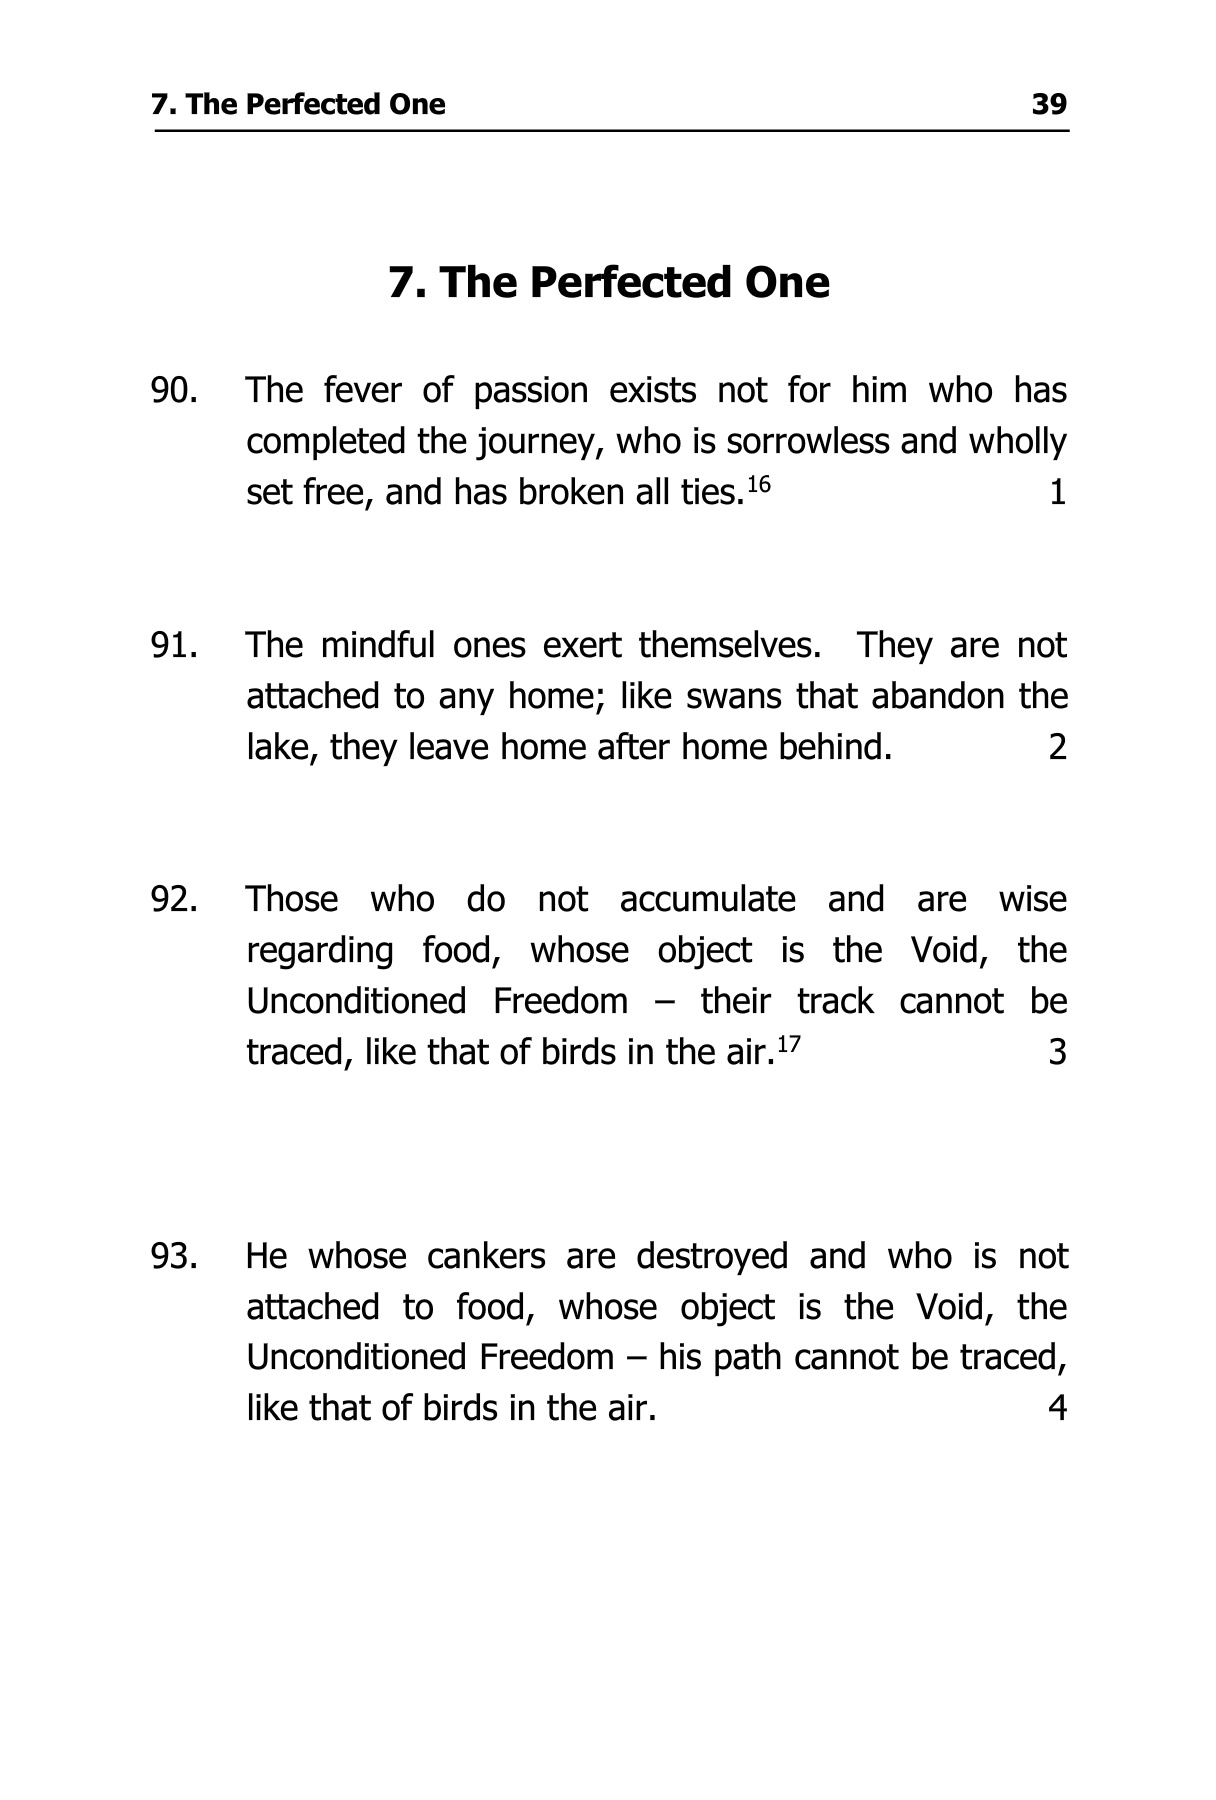 7. The Perfected One 39
7. The Perfected One
90. The fever of passion exists not for him who has
completed the journey, who is sorrowless and wholly
set free, and has broken all ties.16 1
91. The mindful ones exert themselves. They are not
attached to any home; like swans that abandon the
lake, they leave home after home behind. 2
92. Those who do not accumulate and are wise
regarding food, whose object is the Void, the
Unconditioned Freedom – their track cannot be
traced, like that of birds in the air.17 3
93. He whose cankers are destroyed and who is not
attached to food, whose object is the Void, the
Unconditioned Freedom – his path cannot be traced,
like that of birds in the air. 4